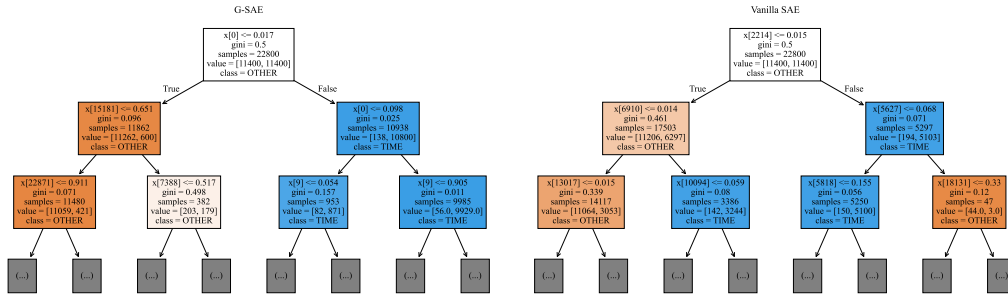 G-SAE
x[0] <= 0.017
gini = 0.5
samples = 22800
value = [11400, 11400]
class = OTHER
True
False
x[15181] <= 0.651
gini = 0.096
samples = 11862
value = [11262, 600]
class = OTHER
x[0] <= 0.098
gini = 0.025
samples = 10938
value = [138, 10800]
class = TIME
x[22871] <= 0.911
gini = 0.071
samples = 11480
value = [11059, 421]
class = OTHER
x[7388] <= 0.517
gini = 0.498
samples = 382
value = [203, 179]
class = OTHER
x[9] <= 0.054
gini = 0.157
samples = 953
value = [82, 871]
class = TIME
x[9] <= 0.905
gini = 0.011
samples = 9985
value = [56.0, 9929.0]
class = TIME
(...)
(...)
(...)
(...)
(...)
(...)
(...)
(...)
Vanilla SAE
x[2214] <= 0.015
gini = 0.5
samples = 22800
value = [11400, 11400]
class = OTHER
True
False
x[6910] <= 0.014
gini = 0.461
samples = 17503
value = [11206, 6297]
class = OTHER
x[5627] <= 0.068
gini = 0.071
samples = 5297
value = [194, 5103]
class = TIME
x[13017] <= 0.015
gini = 0.339
samples = 14117
value = [11064, 3053]
class = OTHER
x[10094] <= 0.059
gini = 0.08
samples = 3386
value = [142, 3244]
class = TIME
x[5818] <= 0.155
gini = 0.056
samples = 5250
value = [150, 5100]
class = TIME
x[18131] <= 0.33
gini = 0.12
samples = 47
value = [44.0, 3.0]
class = OTHER
(...)
(...)
(...)
(...)
(...)
(...)
(...)
(...)